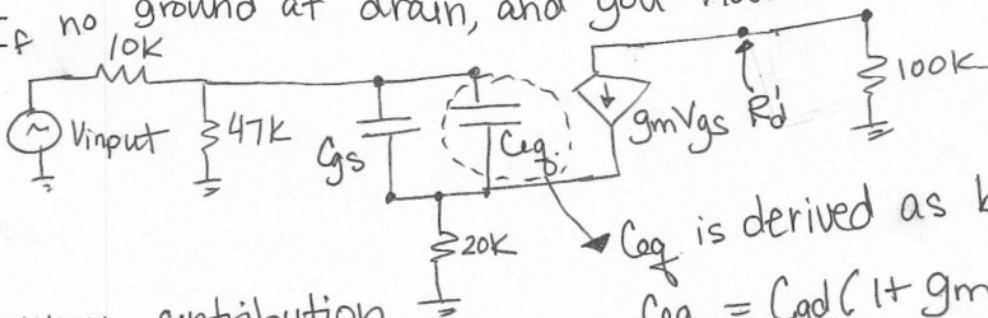 If no ground at drain, and you
10K
Vinput
47K
Cgs
Ceq.
gmVgs
Rd'
100K
20K
Ceq is derived as
contribution
Ceq = Cgd (1+ gm